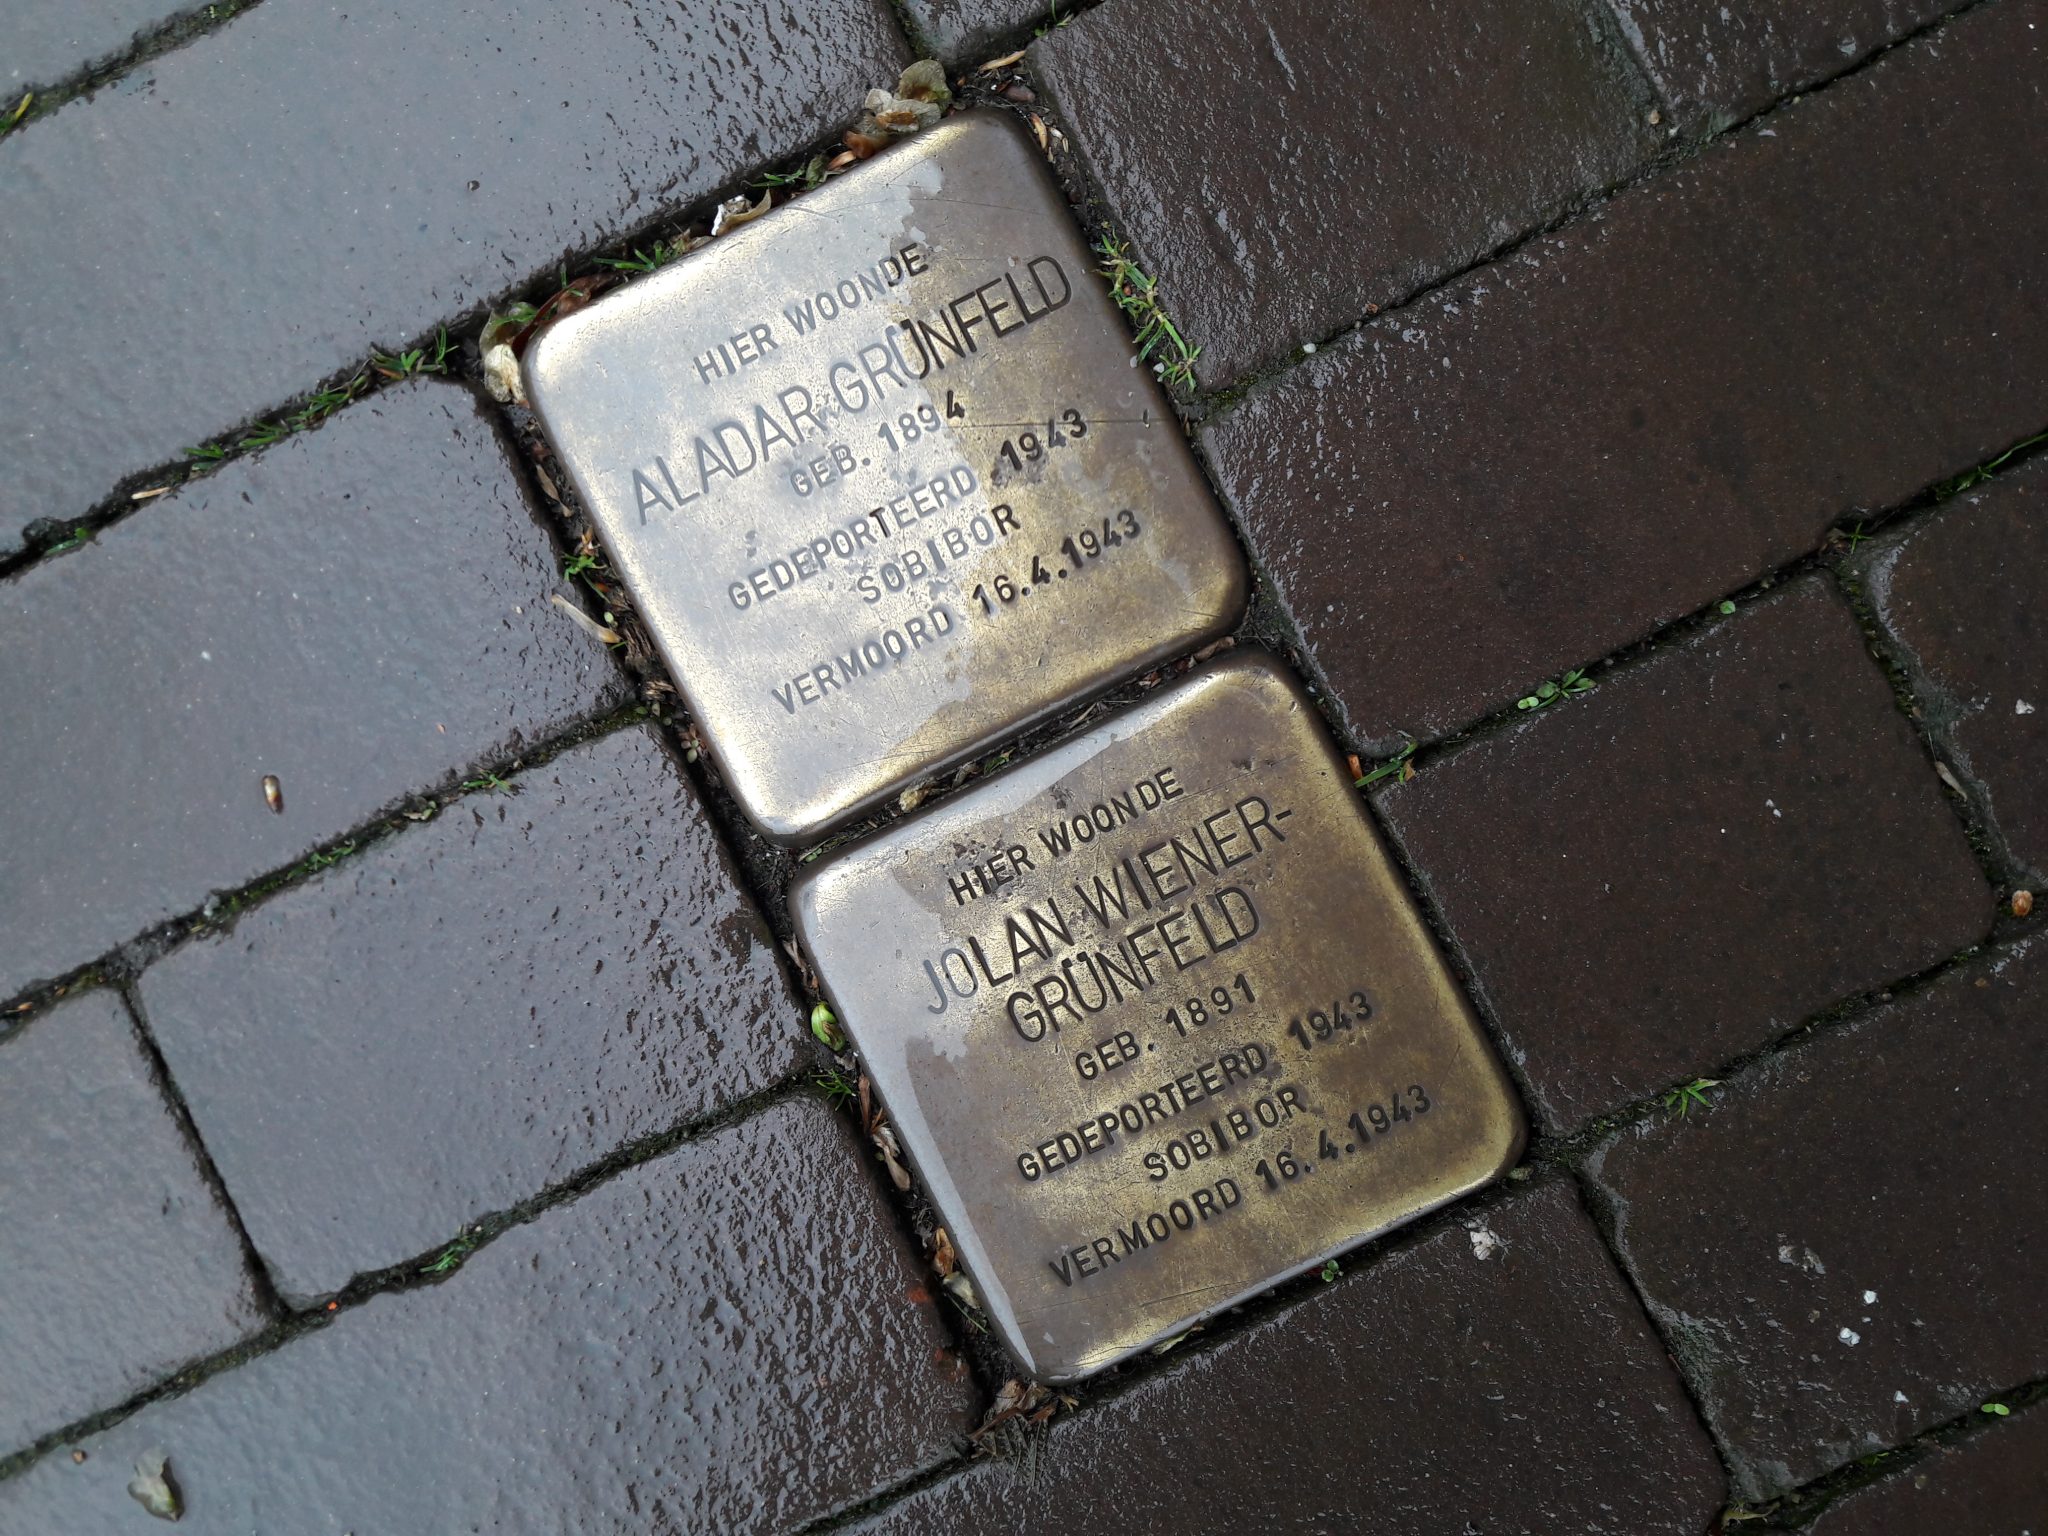 HIER WOONDE
ALADAR GRÜNFELD
GEB. 1894
GEDEPORTEERD 1943
SOBIBOR
VERMOORD 16.4.1943
HIER WOONDE
JOLAN WIENER-
GRÜNFELD
GEB. 1891
GEDEPORTEERD 1943
SOBIBOR
VERMOORD 16.4.1943